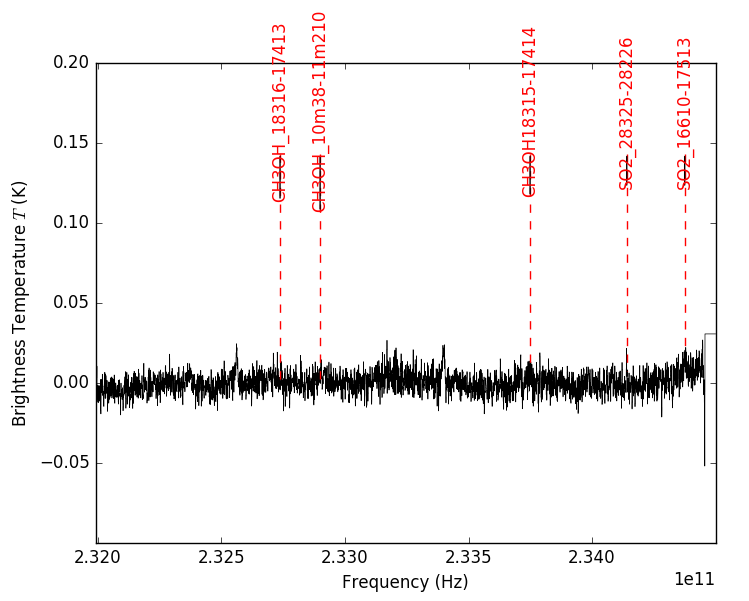 CH3OH_18316-17413
CH3OH_10m38-11m210
CH3OH18315-17414
SO2_28325-28226
SO2_16610-17513
0.20
0.15
0.10
0.05
0.00
−0.05
Brightness Temperature T (K)
2.320
2.325
2.330
2.335
2.340
1e11
Frequency (Hz)